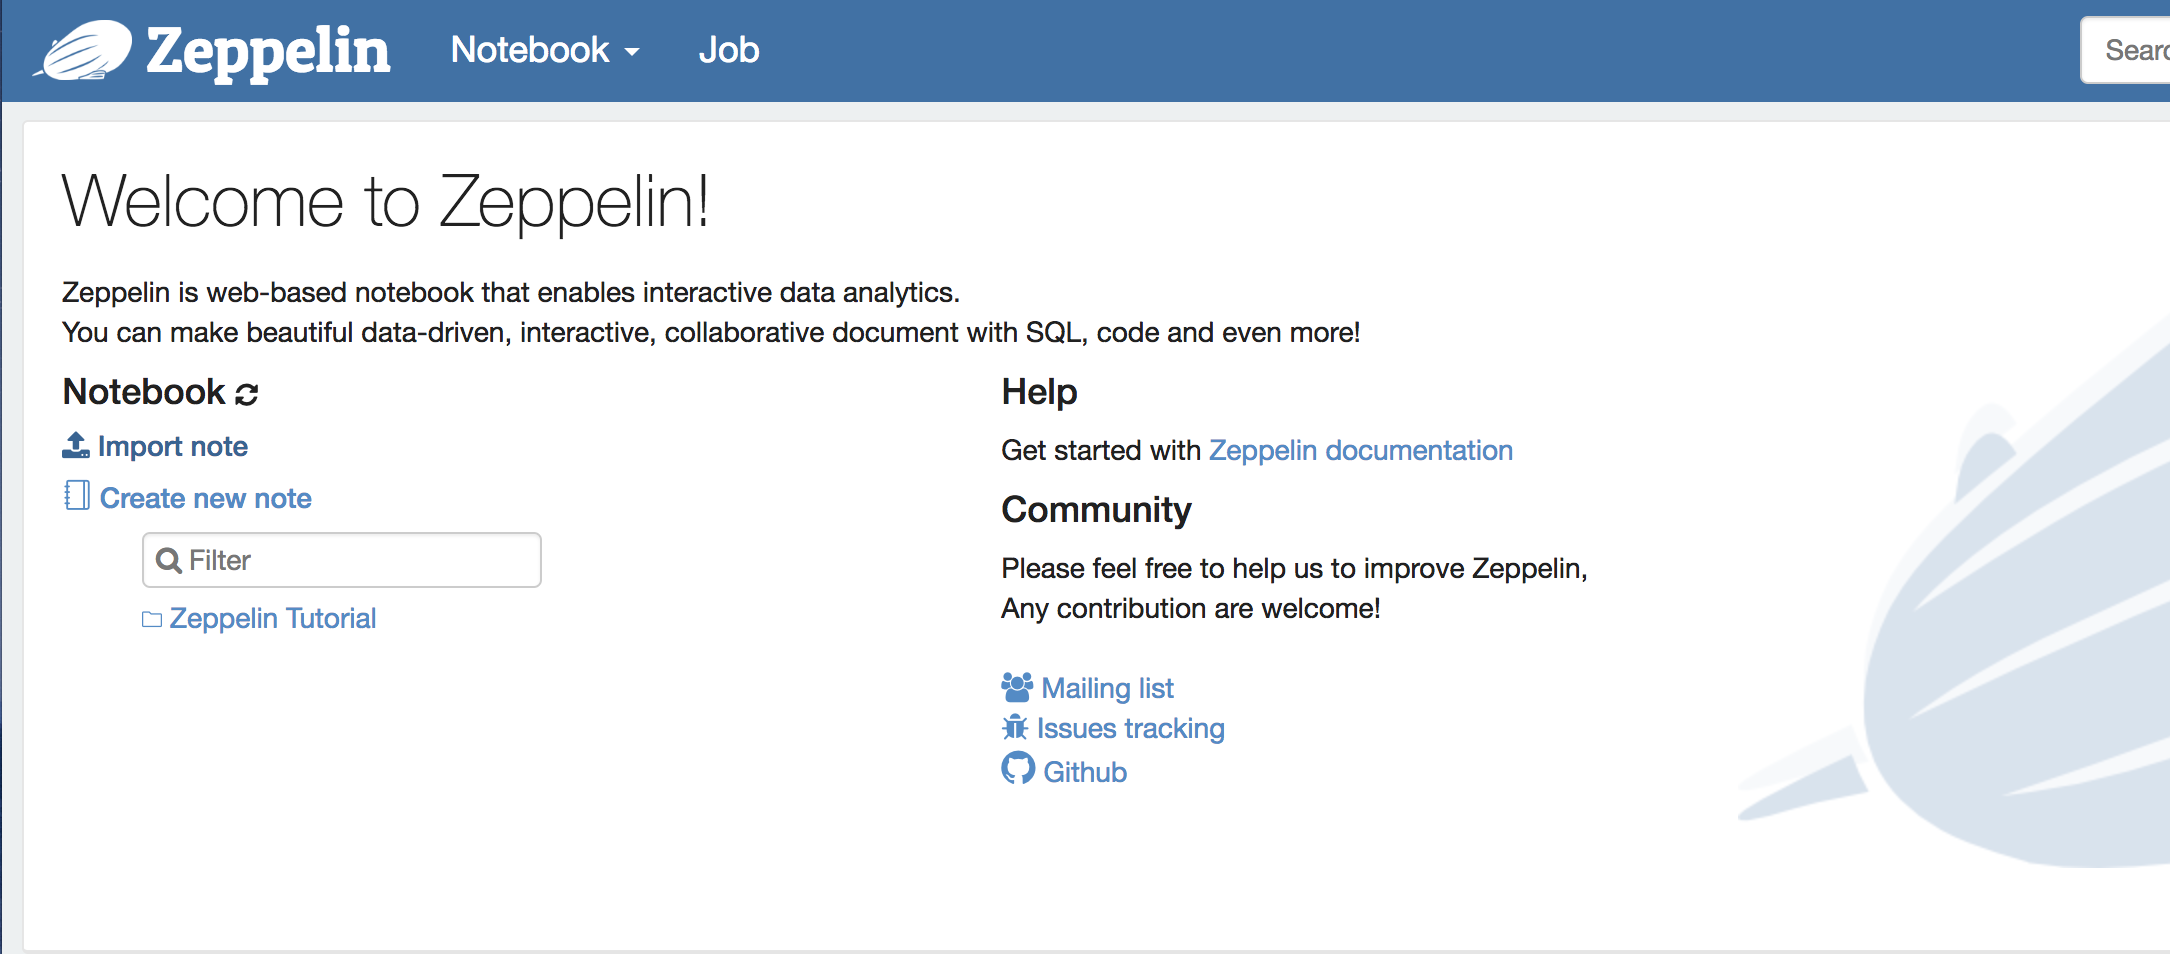 Zeppelin
Notebook
Job
Welcome to Zeppelin!
Zeppelin is web-based notebook that enables interactive data analytics.
You can make beautiful data-driven, interactive, collaborative document with SQL, code and even more!
Notebook
Import note
Create new note
Filter
Zeppelin Tutorial
Help
Get started with Zeppelin documentation
Community
Please feel free to help us to improve Zeppelin,
Any contribution are welcome!
Mailing list
Issues tracking
Github